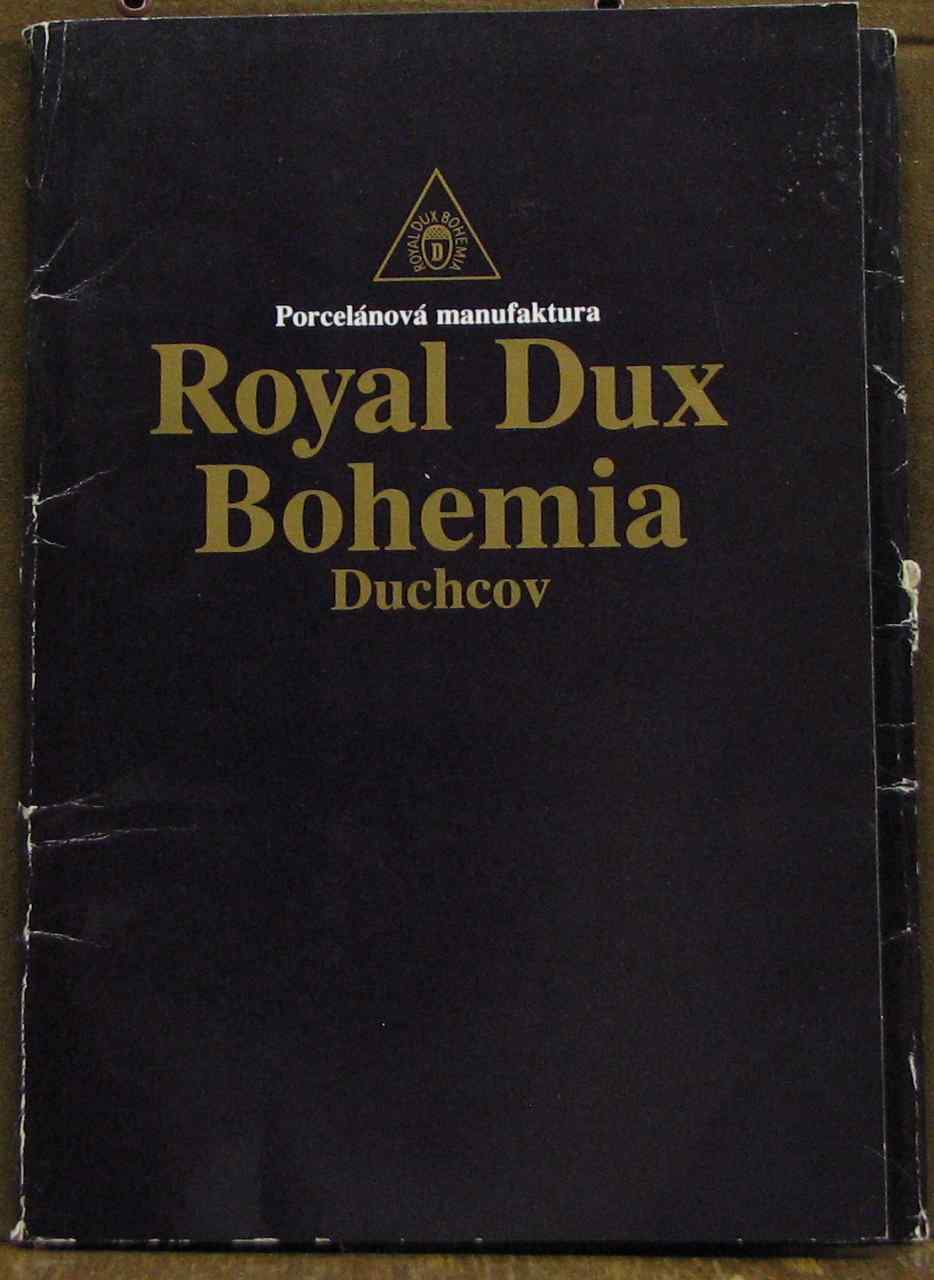 ROYAL DUX BOHEMIA
D
Porcelánová manufaktura
Royal Dux
Bohemia
Duchcov